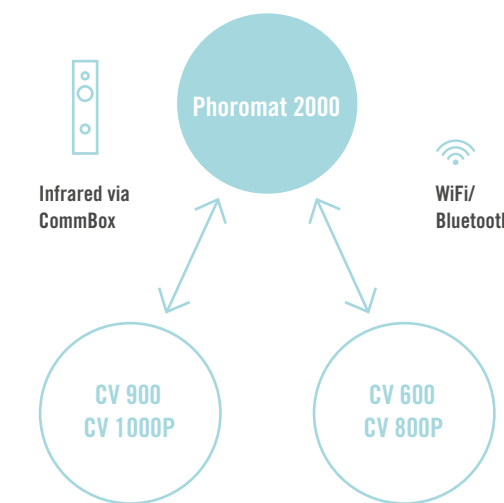 Phoromat 2000
Infrared via
CommBox
WiFi/
CV 900
CV 1000P
CV 600
CV 800P